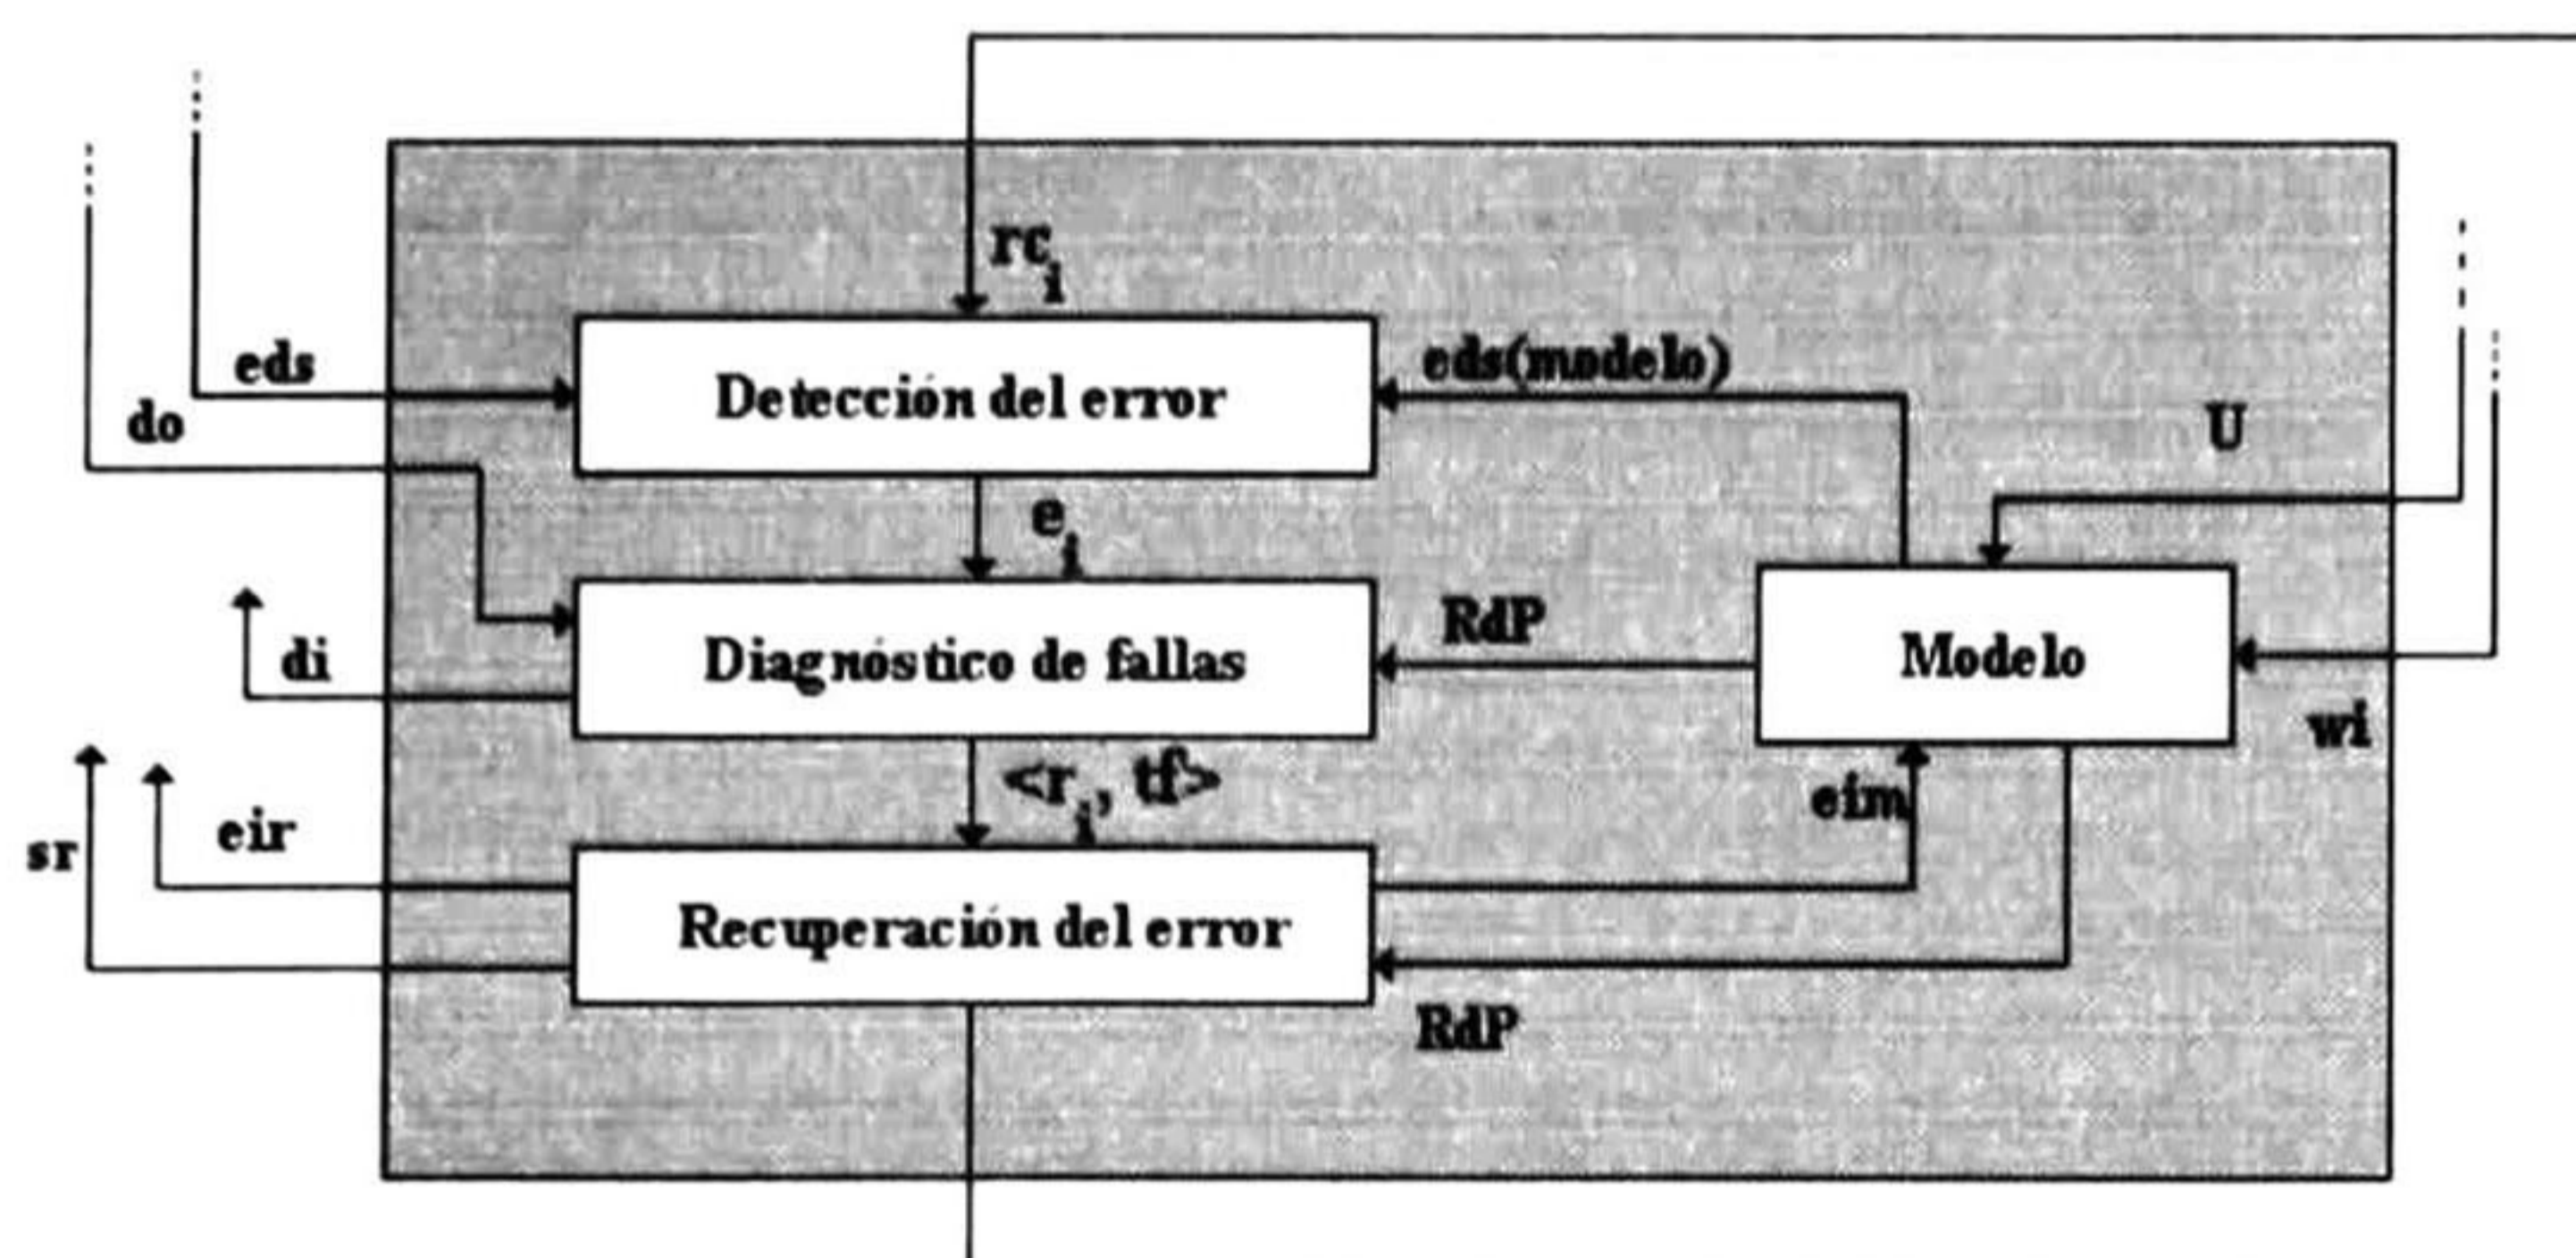 rc i
eds
eds(modelo)
Detección del error
do
U
e i
RdP
Diagnóstico de fallas
Modelo
di
wi
<r i, tf>
eim
eir
sr
Recuperación del error
RdP